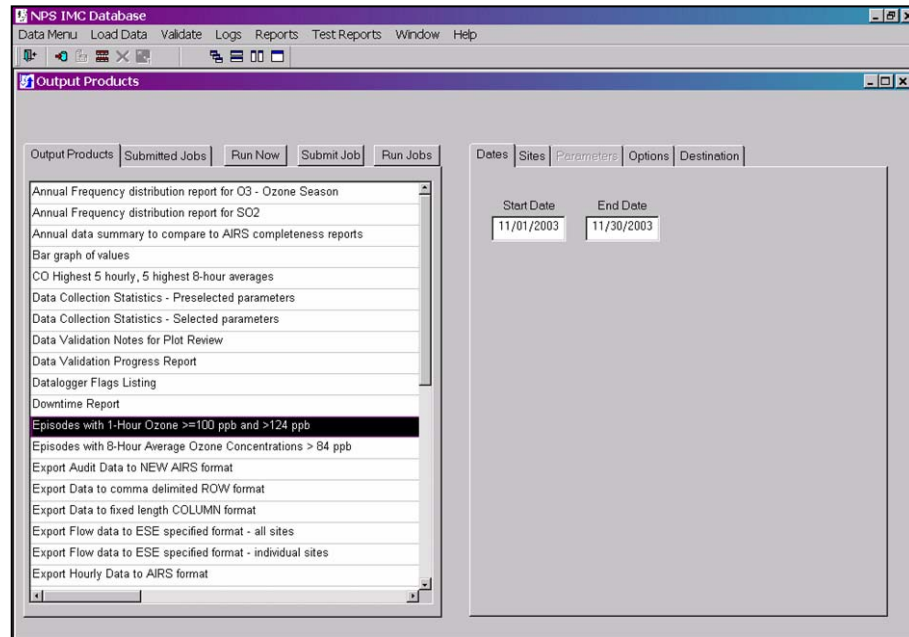 NPS IMC Database
Data Menu Load Data Validate Logs Reports Test Reports Window Help
Output Products
Output Products Submitted Jobs Run Now Submit Job Run Jobs
Annual Frequency distribution report for O3 - Ozone Season
Annual Frequency distribution report for SO2
Annual data summary to compare to AIRS completeness reports
Bar graph of values
CO Highest 5 hourly, 5 highest 8-hour averages
Data Collection Statistics - Preselected parameters
Data Collection Statistics - Selected parameters
Data Validation Notes for Plot Review
Data Validation Progress Report
Datalogger Flags Listing
Downtime Report
Episodes with 1-Hour Ozone >=100 ppb and >124 ppb
Episodes with 8-Hour Average Ozone Concentrations > 84 ppb
Export Audit Data to NEW AIRS format
Export Data to comma delimited ROW format
Export Data to fixed length COLUMN format
Export Flow data to ESE specified format - all sites
Export Flow data to ESE specified format - individual sites
Export Hourly Data to AIRS format
Dates Sites Parameters Options Destination
Start Date End Date
11/01/2003 11/30/2003